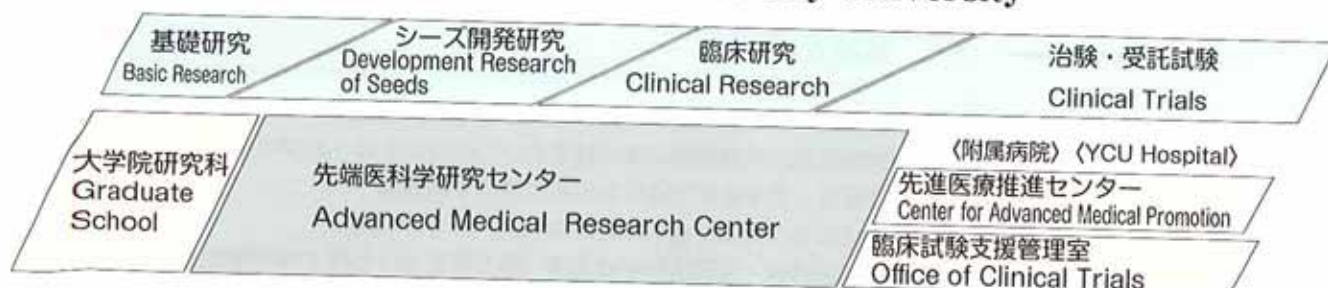 University
基礎研究
Basic Research
シーズ開発研究
Development Research
of Seeds
臨床研究
Clinical Research
治験・受託試験
Clinical Trials
大学院研究科
Graduate
School
先端医科学研究センター
Advanced Medical Research Center
〈附属病院〉〈YCU Hospital〉
先進医療推進センター
Center for Advanced Medical Promotion
臨床試験支援管理室
Office of Clinical Trials